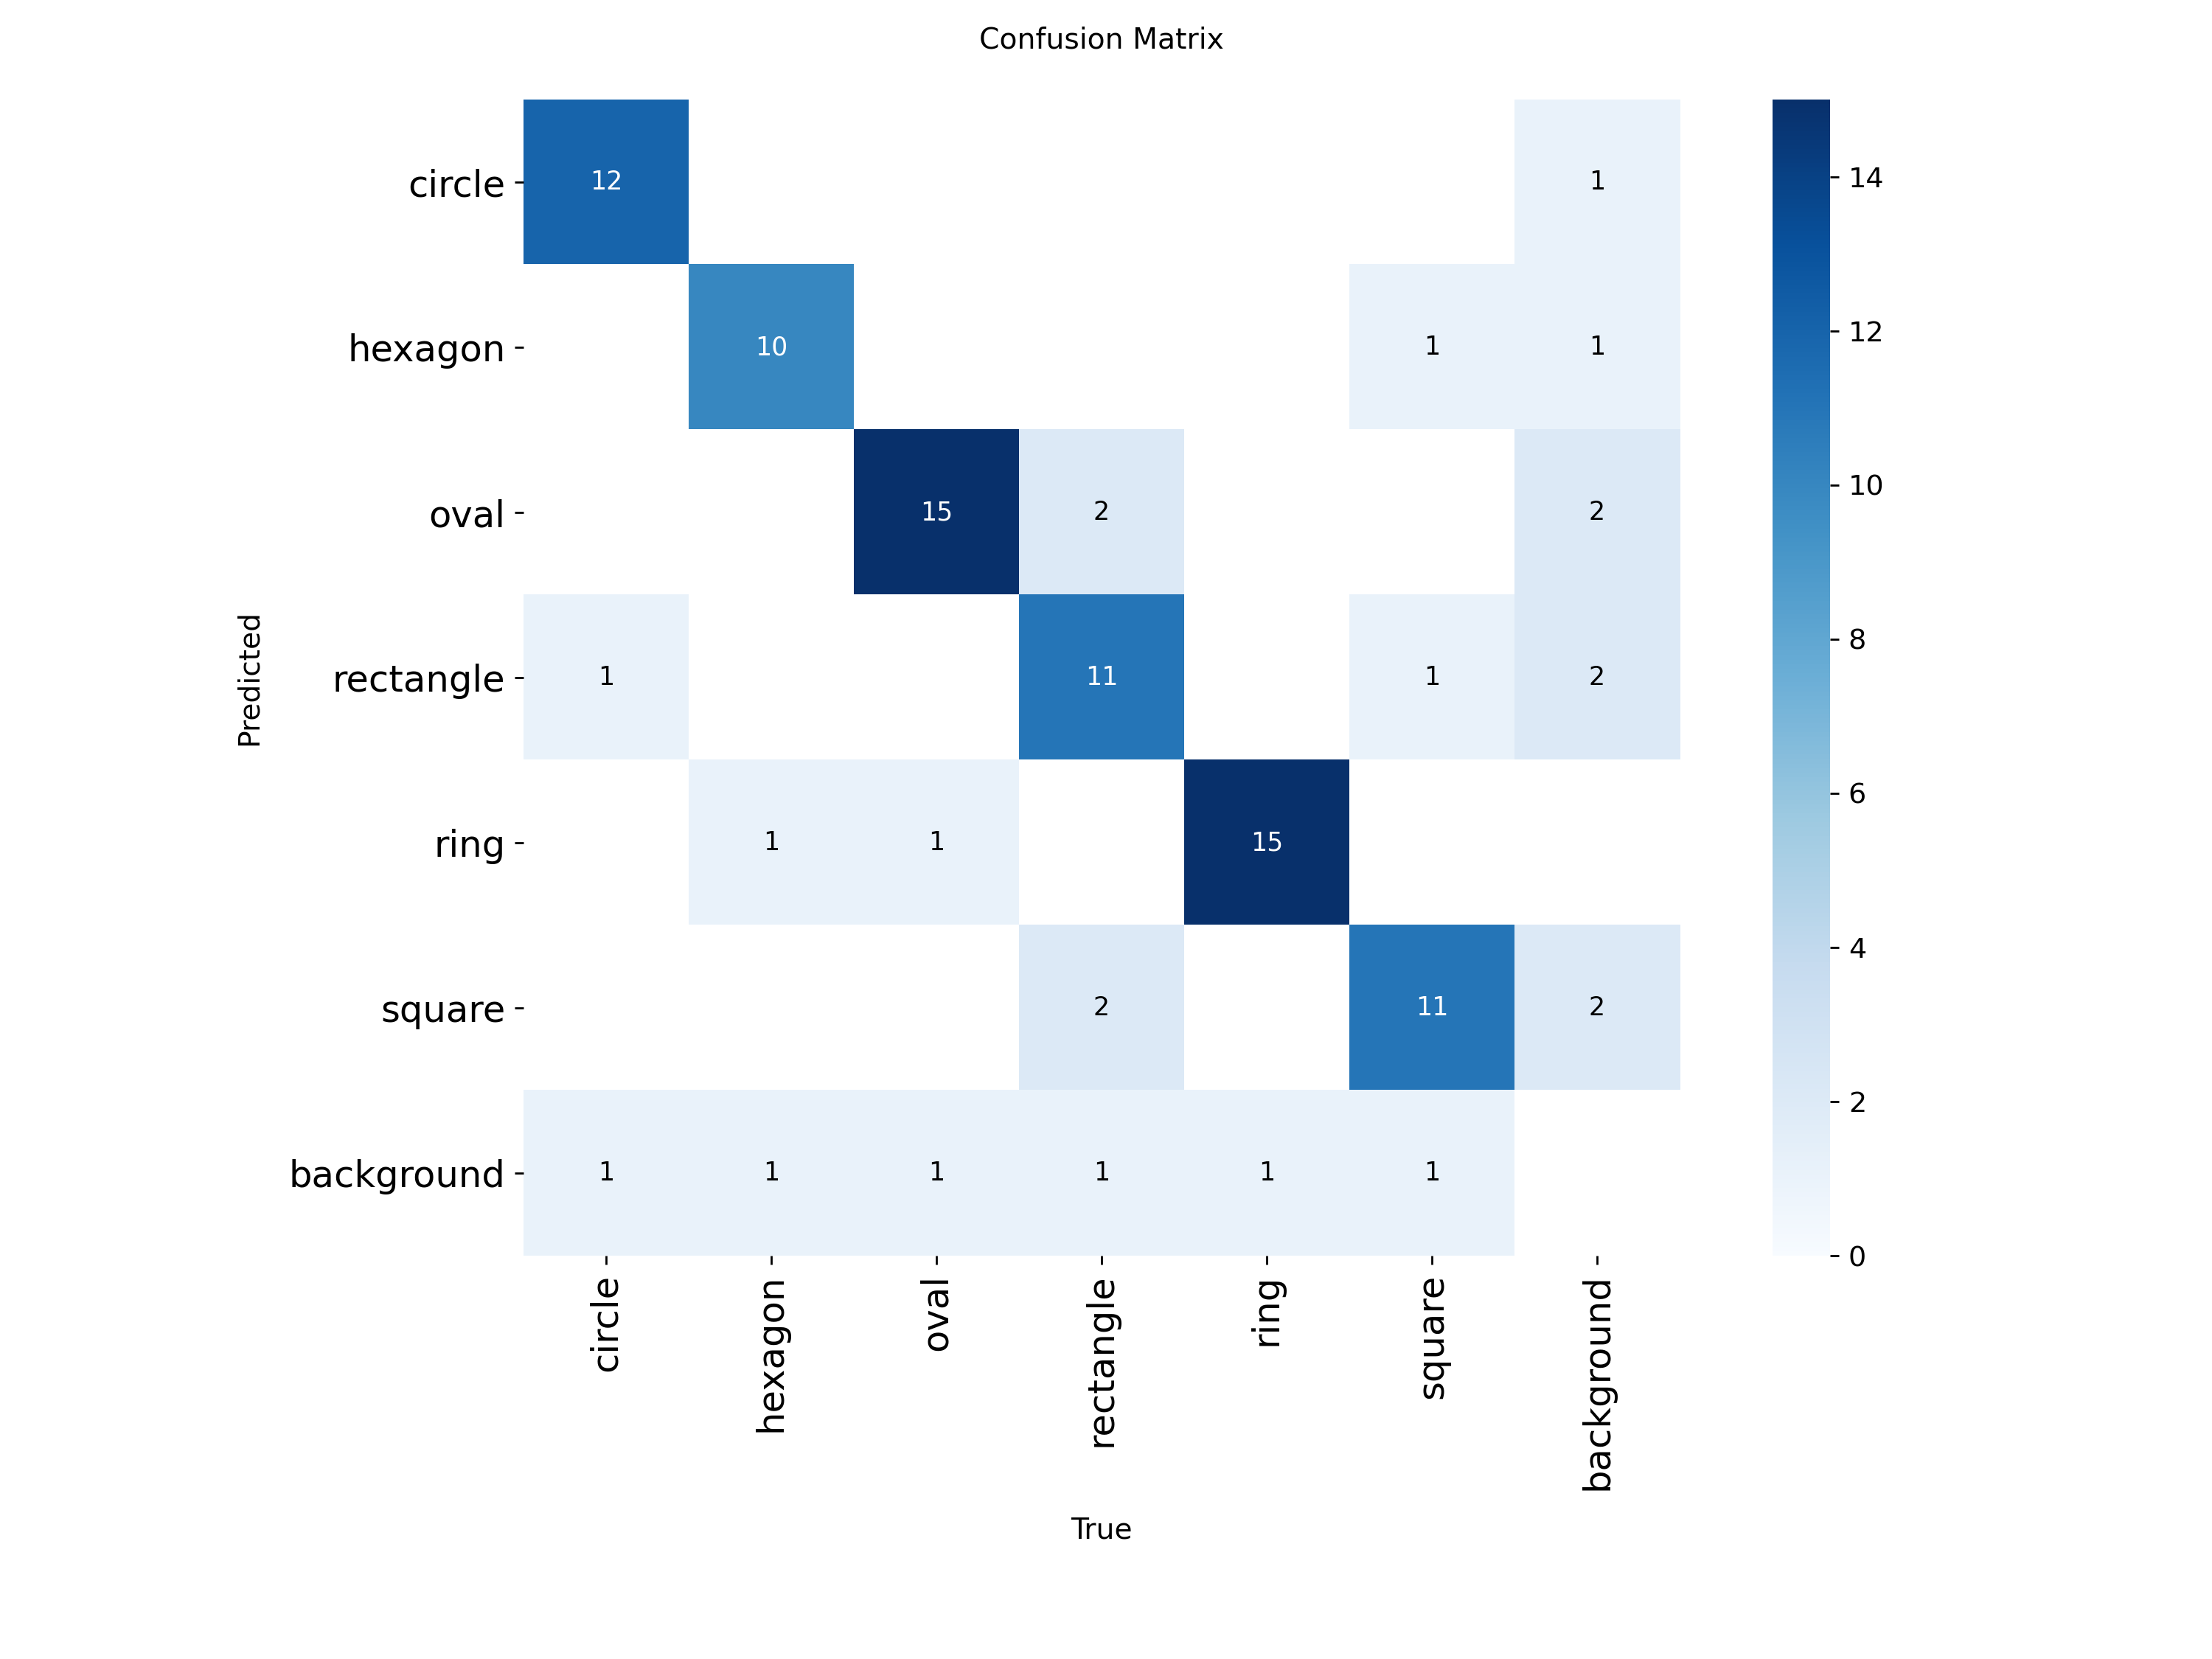 Confusion Matrix
circle 12 1 14
hexagon 10 1 1 12
oval 15 2 2 10
Predicted
rectangle 1 11 1 2 8
ring 1 1 15 6
square 2 11 2 4
background 1 1 1 1 1 1 2
0
circle hexagon oval rectangle ring square background
True